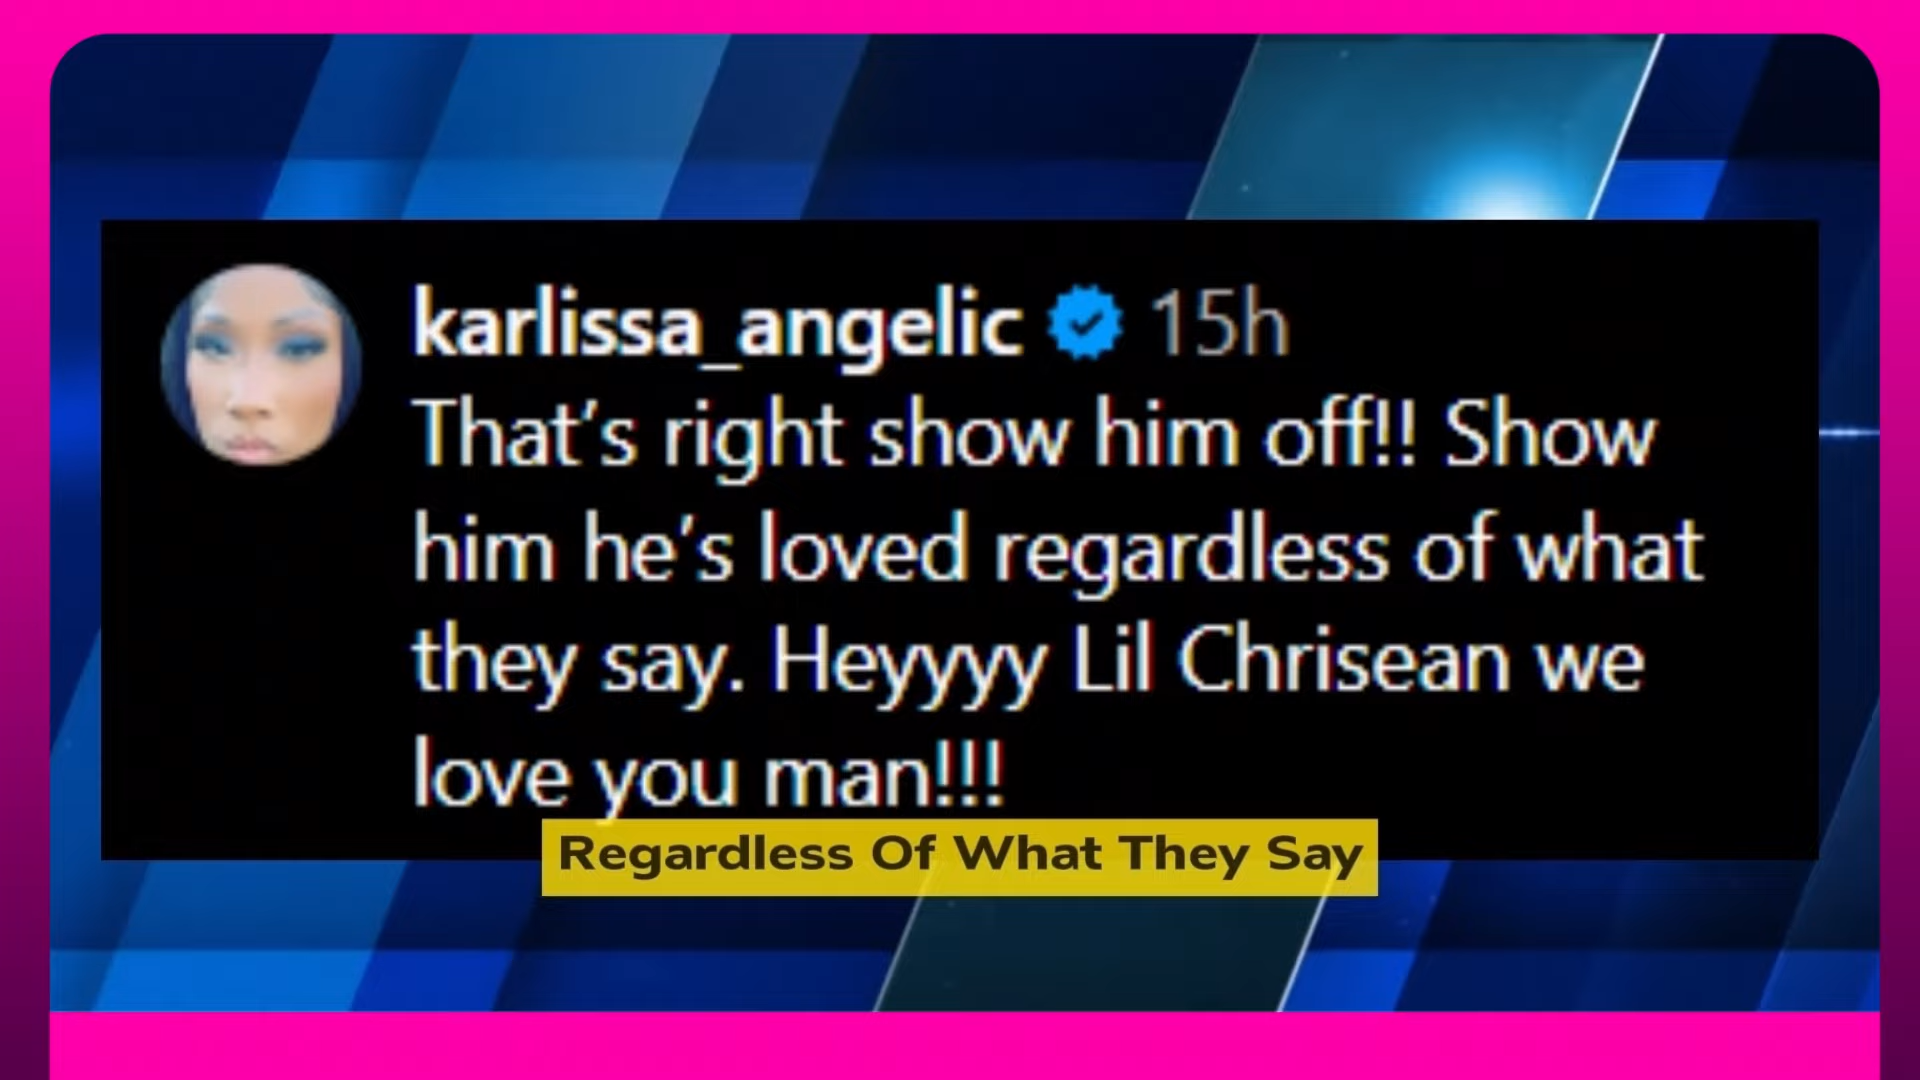 karlissa_angelic 15h
That's right show him off!! Show
him he's loved regardless of what
they say. Heyyyy Lil Chrisean we
love you man!!!
Regardless Of What They Say